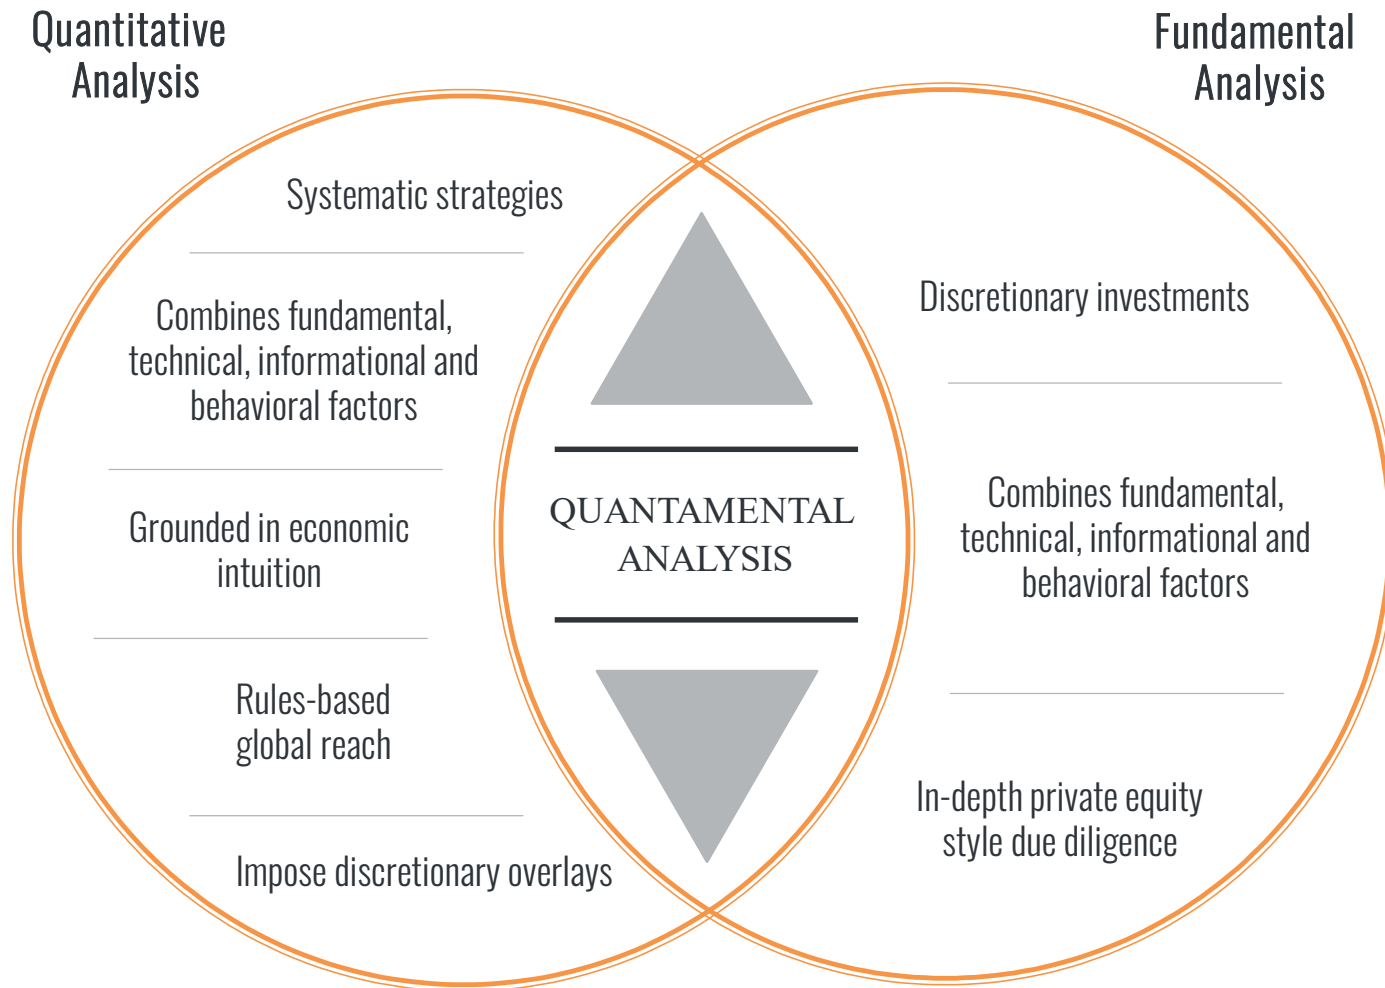 Quantitative
Analysis
Fundamental
Analysis
Systematic strategies
Combines fundamental,
technical, informational and
behavioral factors
Grounded in economic
intuition
Rules-based
global reach
Impose discretionary overlays
QUANTAMENTAL
ANALYSIS
Discretionary investments
Combines fundamental,
technical, informational and
behavioral factors
In-depth private equity
style due diligence